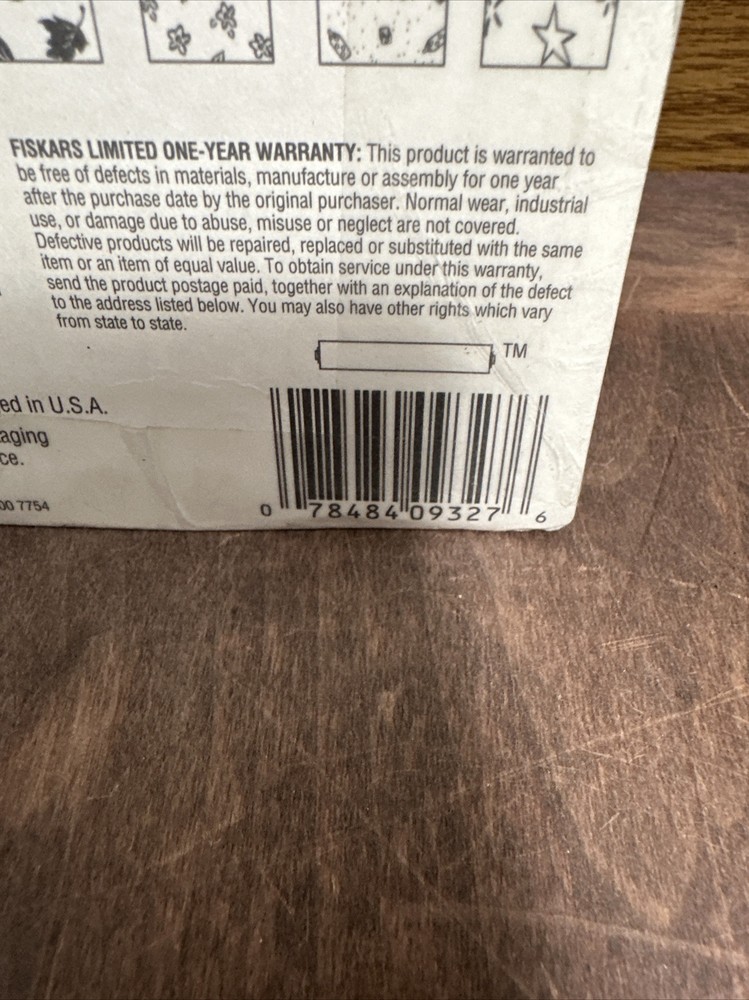 FISKARS LIMITED ONE-YEAR WARRANTY: This product is warranted to
be free of defects in materials, manufacture or assembly for one year
after the purchase date by the original purchaser. Normal wear, industrial
use, or damage due to abuse, misuse or neglect are not covered.
Defective products will be repaired, replaced or substituted with the same
item or an item of equal value. To obtain service under this warranty,
send the product postage paid, together with an explanation of the defect
to the address listed below. You may also have other rights which vary
from state to state.
TM
ed in U.S.A.
aging
ce.
00 7754
0 78484 09327 6